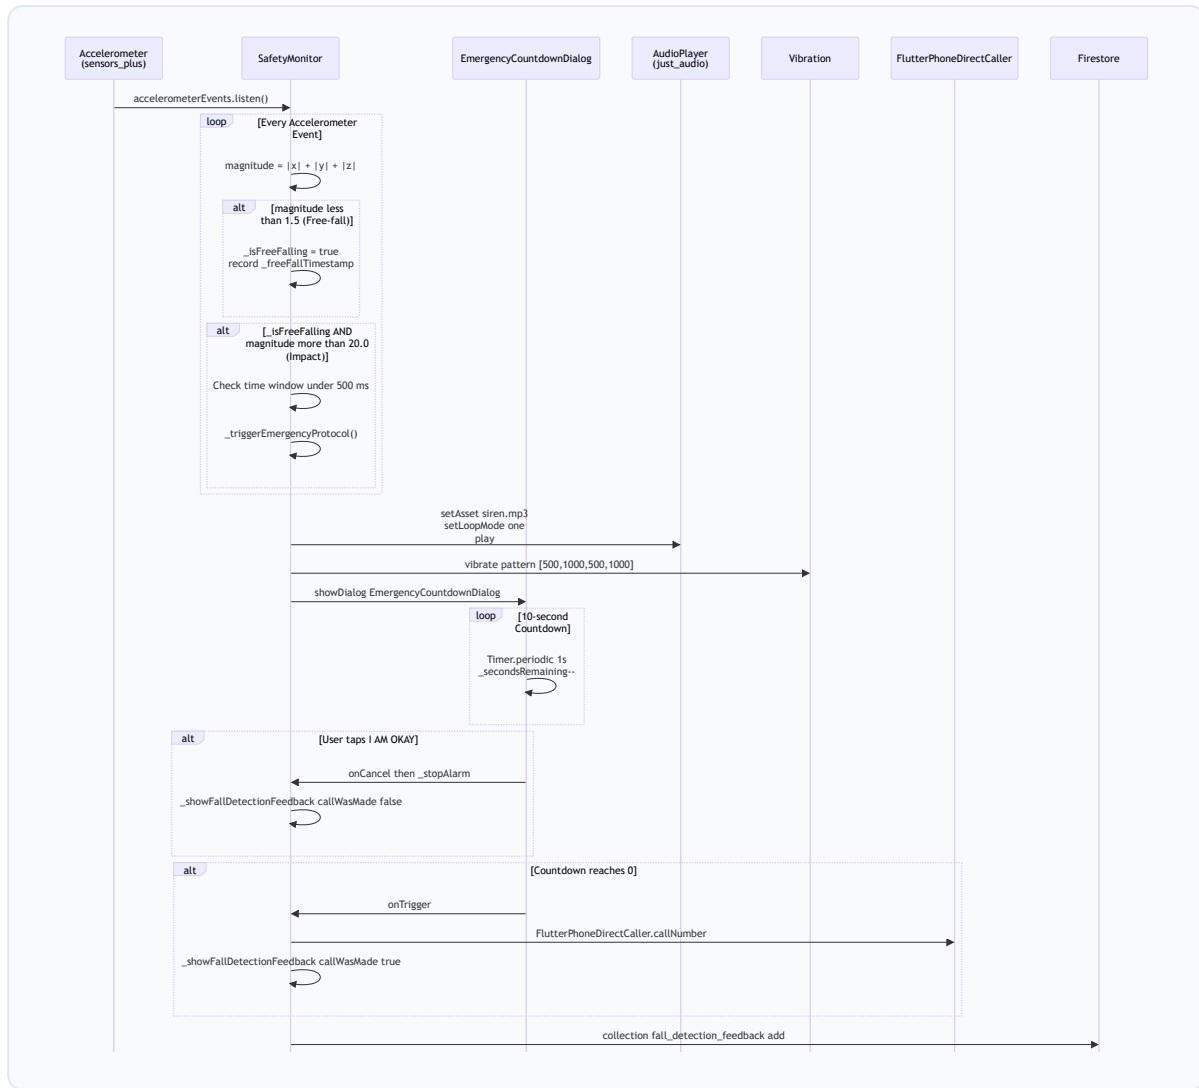 Accelerometer
(sensors_plus)
SafetyMonitor
EmergencyCountdownDialog
AudioPlayer
(just_audio)
Vibration
FlutterPhoneDirectCaller
Firestore
accelerometerEvents.listen()
loop
[Every Accelerometer
Event]
magnitude = |x| + |y| + |z|
alt
[magnitude less
than 1.5 (Free-fall)]
_isFreeFalling = true
record _freeFallTimestamp
alt
[_isFreeFalling AND
magnitude more than 20.0
(Impact)]
Check time window under 500 ms
_triggerEmergencyProtocol()
setAsset siren.mp3
setLoopMode one
play
vibrate pattern [500,1000,500,1000]
showDialog EmergencyCountdownDialog
loop
[10-second
Countdown]
Timer.periodic 1s
_secondsRemaining--
alt
[User taps I AM OKAY]
onCancel then _stopAlarm
_showFallDetectionFeedback callWasMade false
alt
[Countdown reaches 0]
onTrigger
FlutterPhoneDirectCaller.callNumber
_showFallDetectionFeedback callWasMade true
collection fall_detection_feedback add